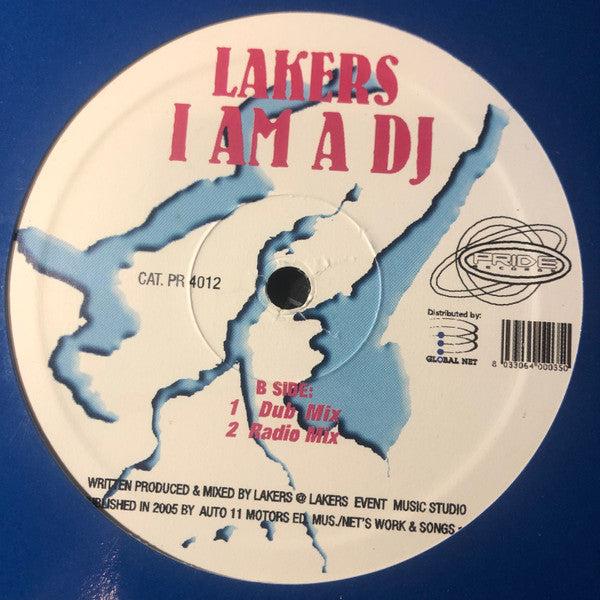 LAKERS
I AM A DJ
PRIDE
RECORDS
CAT. PR 4012
Distributed by:
GLOBAL NET
8 033064 000350
B SIDE:
1 Dub Mix
2 Radio Mix
WRITTEN PRODUCED & MIXED BY LAKERS @ LAKERS EVENT MUSIC STUDIO
IN 2005 BY AUTO 11 MOTORS ED. MUS./NET'S WORK & SONGS